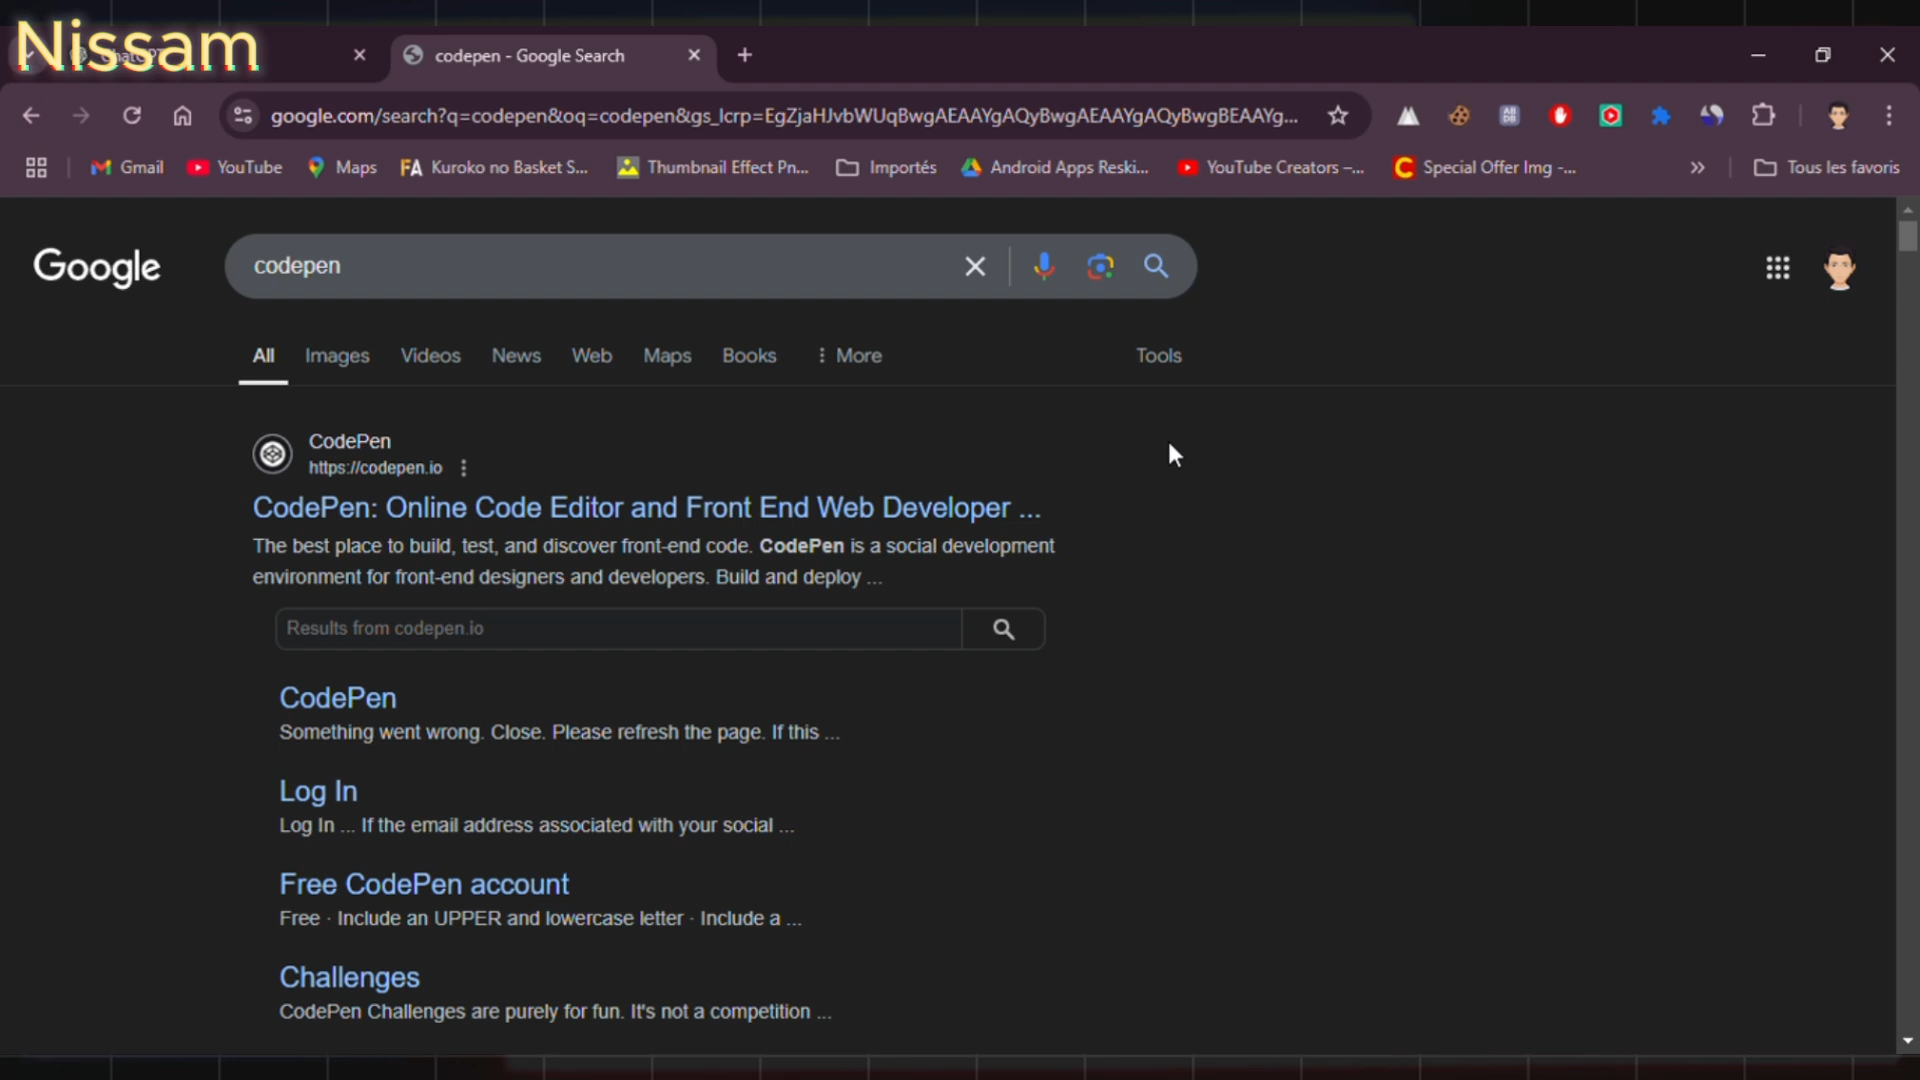 Nissam
codepen - Google Search
google.com/search?q=codepen&oq=codepen&gs_lcrp=EgZjaHJvbWUqBwgAEAAYgAQyBwgAEAAYgAQyBwgBEAAYg...
Gmail YouTube Maps FA Kuroko no Basket S... Thumbnail Effect Pn... Importés Android Apps Reski... YouTube Creators –... Special Offer Img -... » Tous les favoris
Google codepen
All Images Videos News Web Maps Books More Tools
CodePen
https://codepen.io
CodePen: Online Code Editor and Front End Web Developer ...
The best place to build, test, and discover front-end code. CodePen is a social development
environment for front-end designers and developers. Build and deploy ...
Results from codepen.io
CodePen
Something went wrong. Close. Please refresh the page. If this ...
Log In
Log In ... If the email address associated with your social ...
Free CodePen account
Free · Include an UPPER and lowercase letter · Include a ...
Challenges
CodePen Challenges are purely for fun. It's not a competition ...